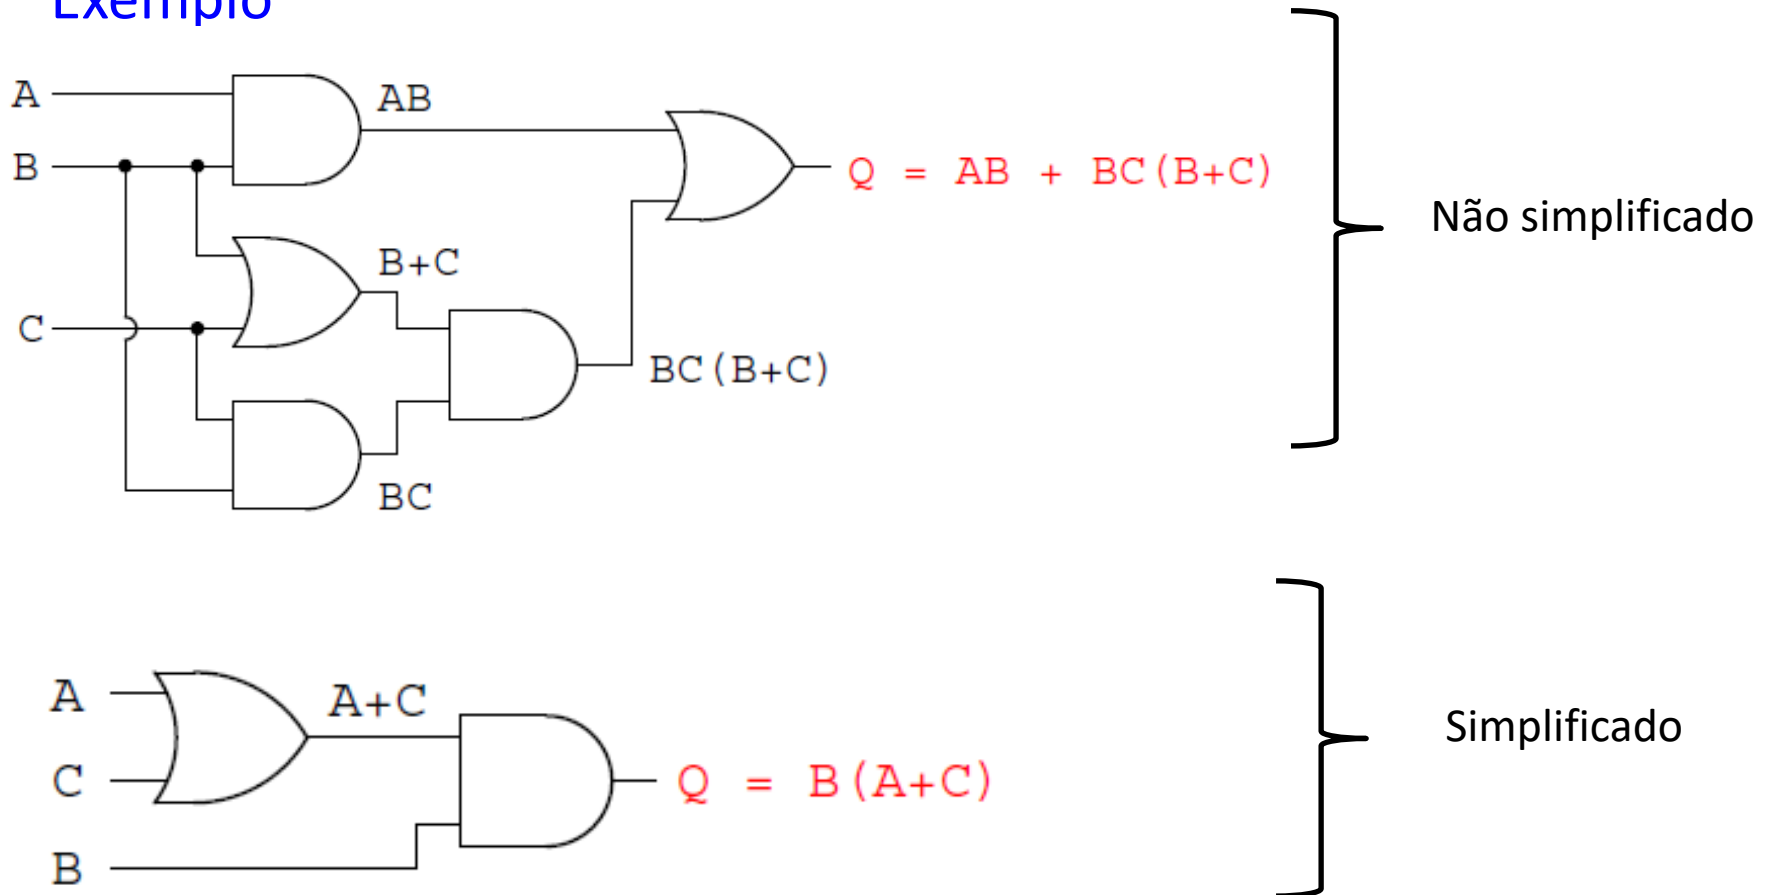 Exemplo
A
AB
B
Q = AB + BC(B+C)
Não simplificado
B+C
C
BC(B+C)
BC
A
A+C
Simplificado
C
Q = B(A+C)
B